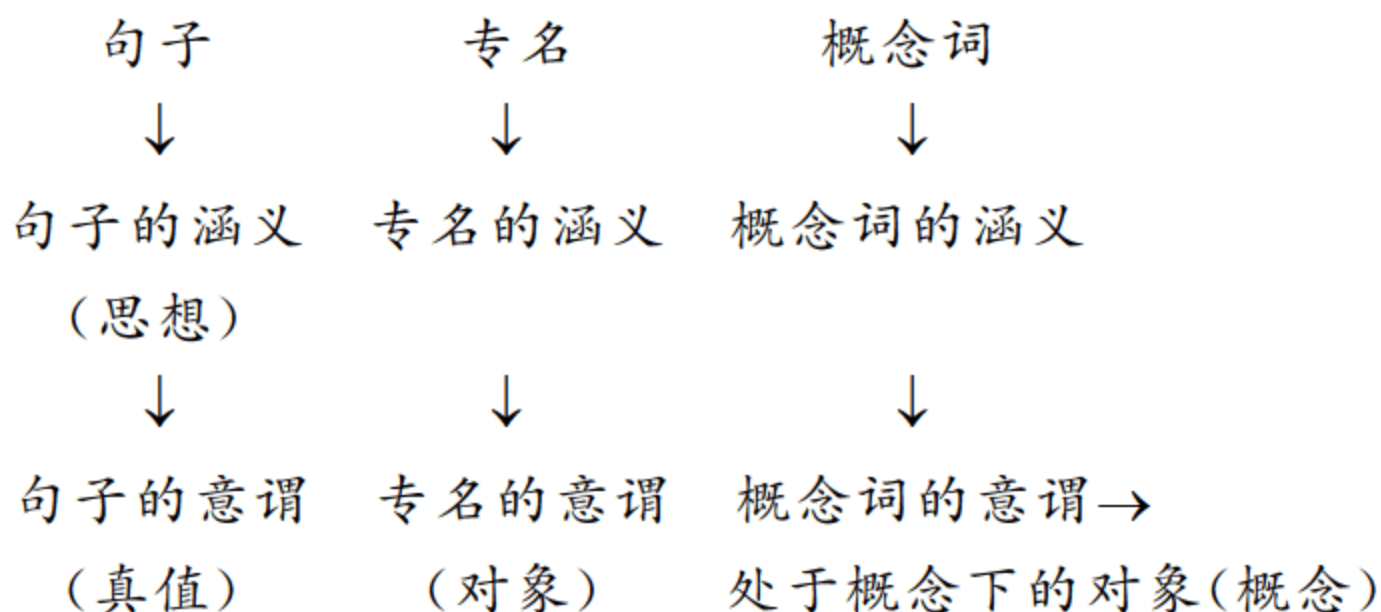 句子 专名 概念词
↓ ↓ ↓
句子的涵义 专名的涵义 概念词的涵义
（思想）
↓ ↓ ↓
句子的意谓 专名的意谓 概念词的意谓→
（真值） （对象） 处于概念下的对象(概念)